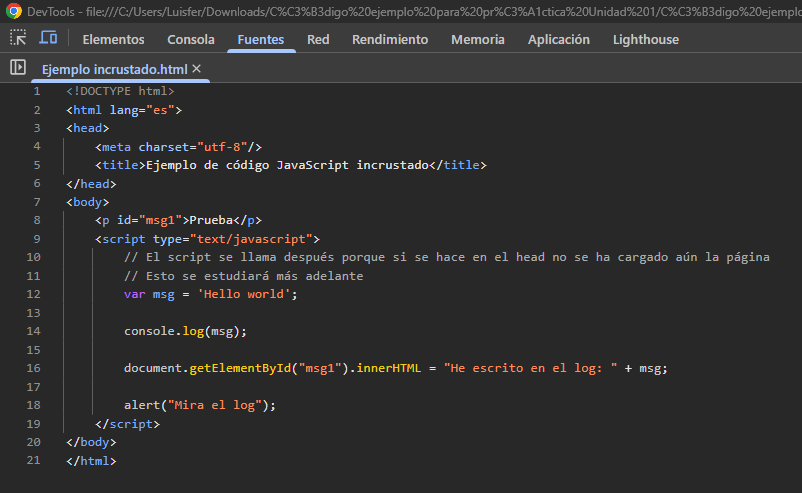 DevTools - file:///C:/Users/Luisfer/Downloads/C%C3%B3digo%20ejemplo%20para%20pr%C3%A1ctica%20Unidad%201/C%C3%B3digo%20ejemplo
Elementos Consola Fuentes Red Rendimiento Memoria Aplicación Lighthouse
Ejemplo incrustado.html ×
1 <!DOCTYPE html>
2 <html lang="es">
3 <head>
4 <meta charset="utf-8"/>
5 <title>Ejemplo de código JavaScript incrustado</title>
6 </head>
7 <body>
8 <p id="msg1">Prueba</p>
9 <script type="text/javascript">
10 // El script se llama después porque si se hace en el head no se ha cargado aún la página
11 // Esto se estudiará más adelante
12 var msg = 'Hello world';
13
14 console.log(msg);
15
16 document.getElementById("msg1").innerHTML = "He escrito en el log: " + msg;
17
18 alert("Mira el log");
19 </script>
20 </body>
21 </html>